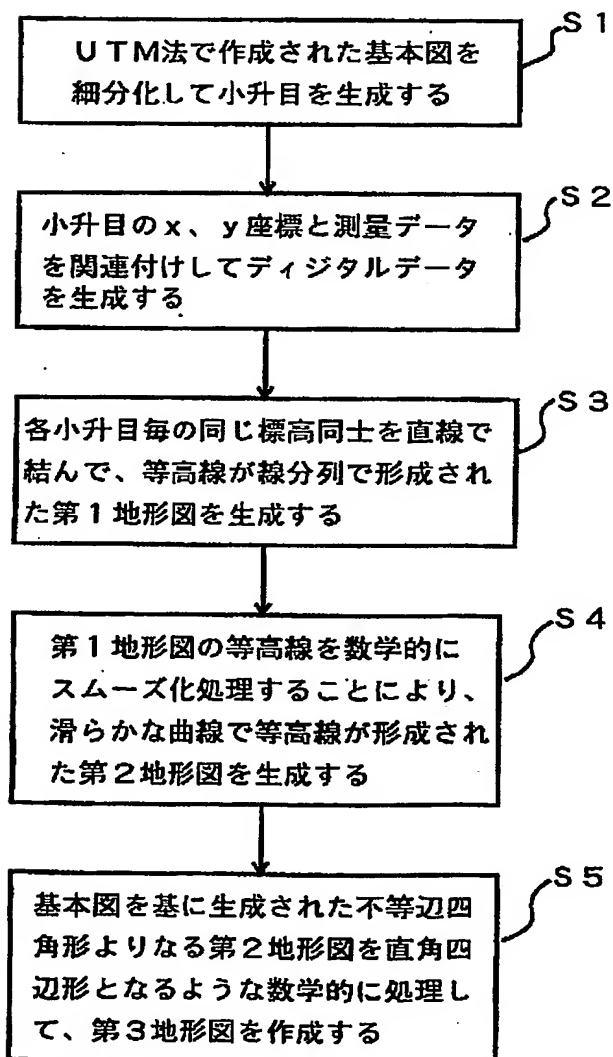 S1
UTM法で作成された基本図を
細分化して小升目を生成する
S2
小升目のx、y座標と測量データ
を関連付けしてディジタルデータ
を生成する
S3
各小升目毎の同じ標高同士を直線で
結んで、等高線が線分列で形成され
た第1地形図を生成する
S4
第1地形図の等高線を数学的に
スムーズ化処理することにより、
滑らかな曲線で等高線が形成され
た第2地形図を生成する
S5
基本図を基に生成された不等辺四
角形よりなる第2地形図を直角四
辺形となるような数学的に処理し
て、第3地形図を作成する